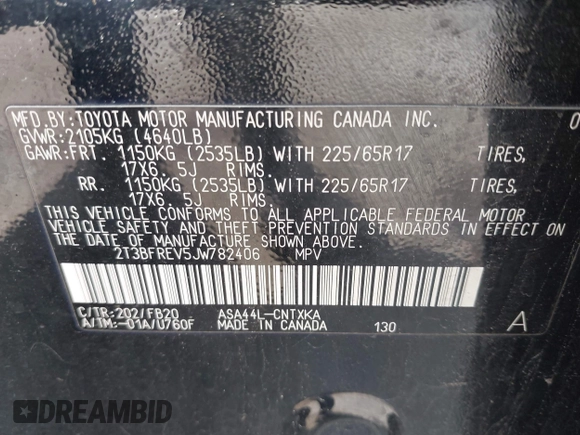 MFD.BY:TOYOTA MOTOR MANUFACTURING CANADA INC. 0
GVWR:2105KG (4640LB)
GAWR:FRT. 1150KG (2535LB) WITH 225/65R17 TIRES,
17X6. 5J RIMS.
RR. 1150KG (2535LB) WITH 225/65R17 TIRES,
17X6. 5J RIMS.
THIS VEHICLE CONFORMS TO ALL APPLICABLE FEDERAL MOTOR
VEHICLE SAFETY STANDARDS IN EFFECT ON
THE DATE OF MANUFACTURE SHOWN ABOVE.
2T3BFREV5JW782406 MPV
C/TR:202/FB20 ASA44L-CNTXKA
A/TM:-01A/U760F MADE IN CANADA 130 A
DREAMBID